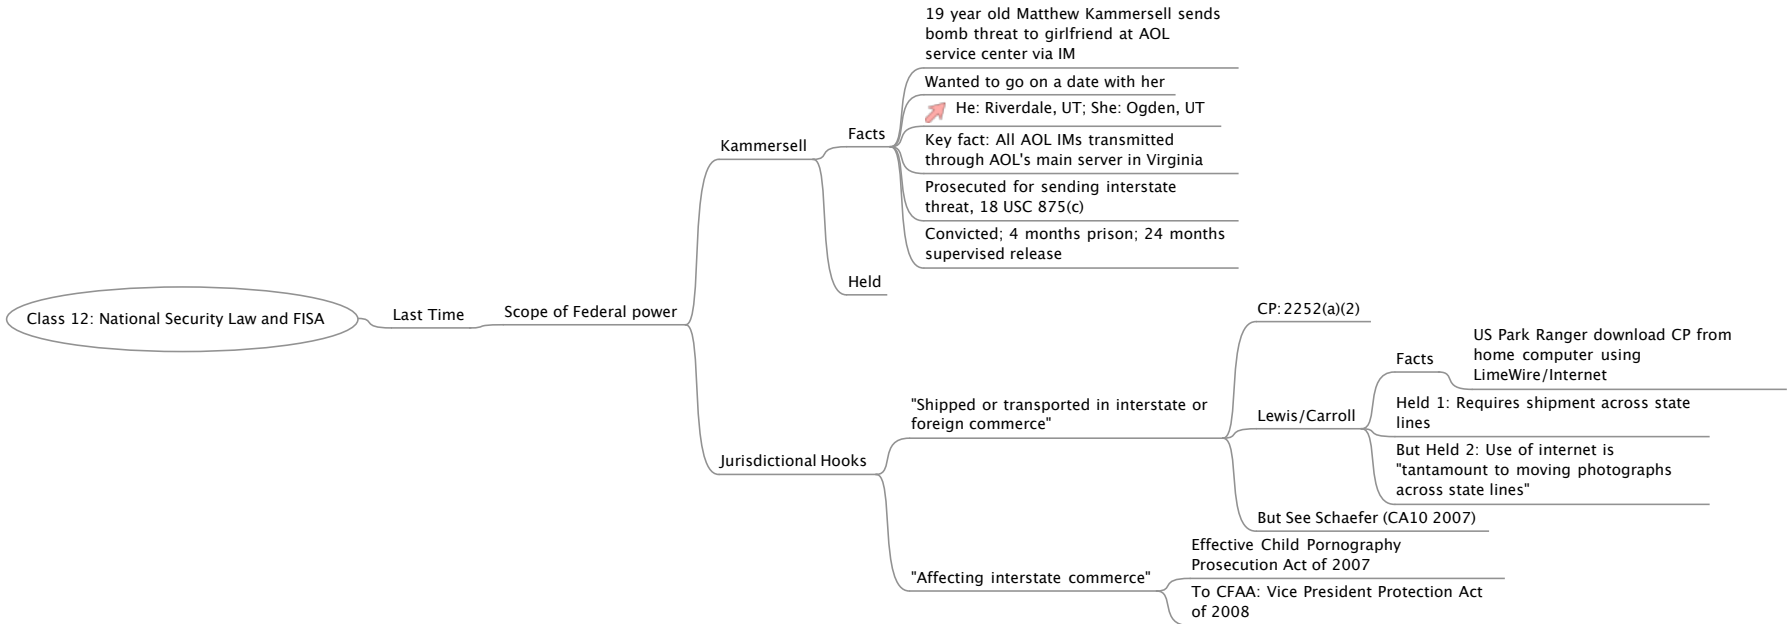 Class 12: National Security Law and FISA
Last Time
Scope of Federal power
Kammersell
Facts
19 year old Matthew Kammersell sends
bomb threat to girlfriend at AOL
service center via IM
Wanted to go on a date with her
He: Riverdale, UT; She: Ogden, UT
Key fact: All AOL IMs transmitted
through AOL's main server in Virginia
Prosecuted for sending interstate
threat, 18 USC 875(c)
Convicted; 4 months prison; 24 months
supervised release
Held
Jurisdictional Hooks
"Shipped or transported in interstate or
foreign commerce"
CP: 2252(a)(2)
Lewis/Carroll
Facts
US Park Ranger download CP from
home computer using
LimeWire/Internet
Held 1: Requires shipment across state
lines
But Held 2: Use of internet is
"tantamount to moving photographs
across state lines"
But See Schaefer (CA10 2007)
"Affecting interstate commerce"
Effective Child Pornography
Prosecution Act of 2007
To CFAA: Vice President Protection Act
of 2008